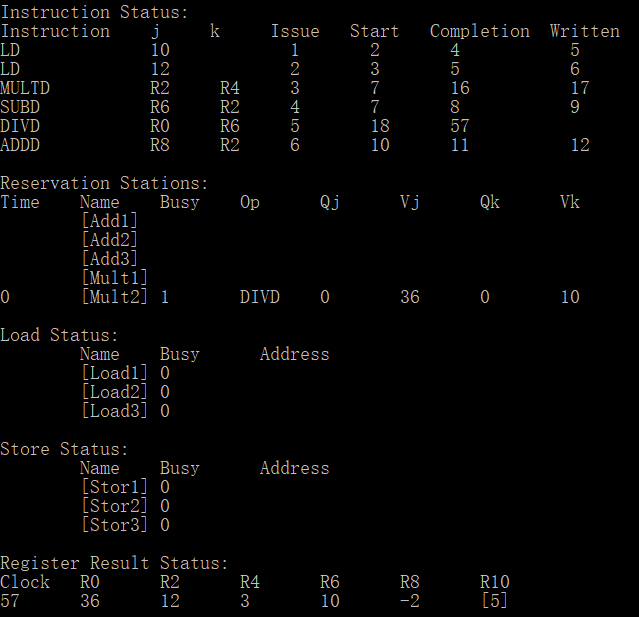 Instruction Status:
Instruction j k Issue Start Completion Written
LD 10 1 2 4 5
LD 12 2 3 5 6
MULTD R2 R4 3 7 16 17
SUBD R6 R2 4 7 8 9
DIVD R0 R6 5 18 57
ADDD R8 R2 6 10 11 12
Reservation Stations:
Time Name Busy Op Qj Vj Qk Vk
[Add1]
[Add2]
[Add3]
[Mult1]
0 [Mult2] 1 DIVD 0 36 0 10
Load Status:
Name Busy Address
[Load1] 0
[Load2] 0
[Load3] 0
Store Status:
Name Busy Address
[Stor1] 0
[Stor2] 0
[Stor3] 0
Register Result Status:
Clock R0 R2 R4 R6 R8 R10
57 36 12 3 10 -2 [5]